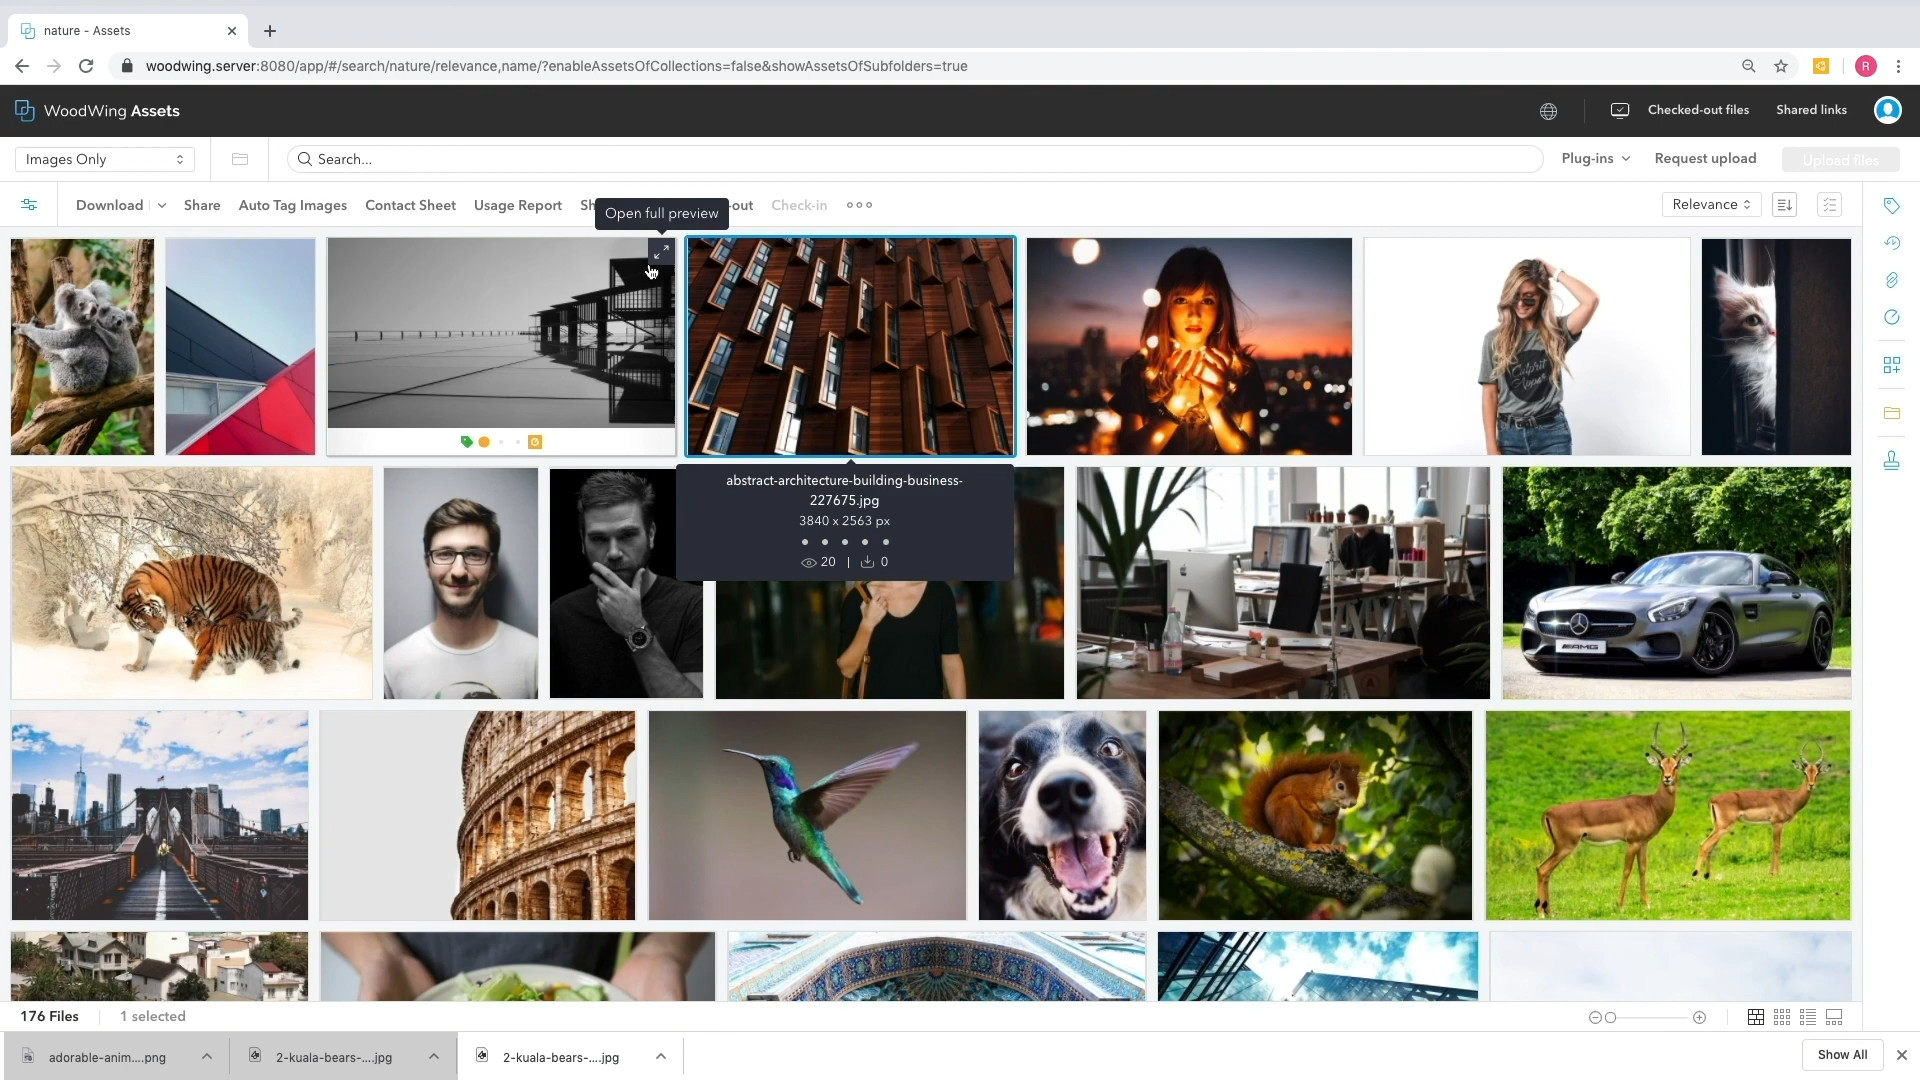 nature - Assets
woodwing.server:8080/app/#/search/nature/relevance,name/?enableAssetsOfCollections=false&showAssetsOfSubfolders=true
R
WoodWing Assets
Checked-out files
Shared links
Images Only
Search...
Plug-ins
Request upload
Upload files
Download
Share
Auto Tag Images
Contact Sheet
Usage Report
Sh
Open full preview
-out
Check-in
Relevance
abstract-architecture-building-business-
227675.jpg
3840 x 2563 px
20 | 0
AMG
176 Files
1 selected
adorable-anim....png
2-kuala-bears-....jpg
2-kuala-bears-....jpg
Show All